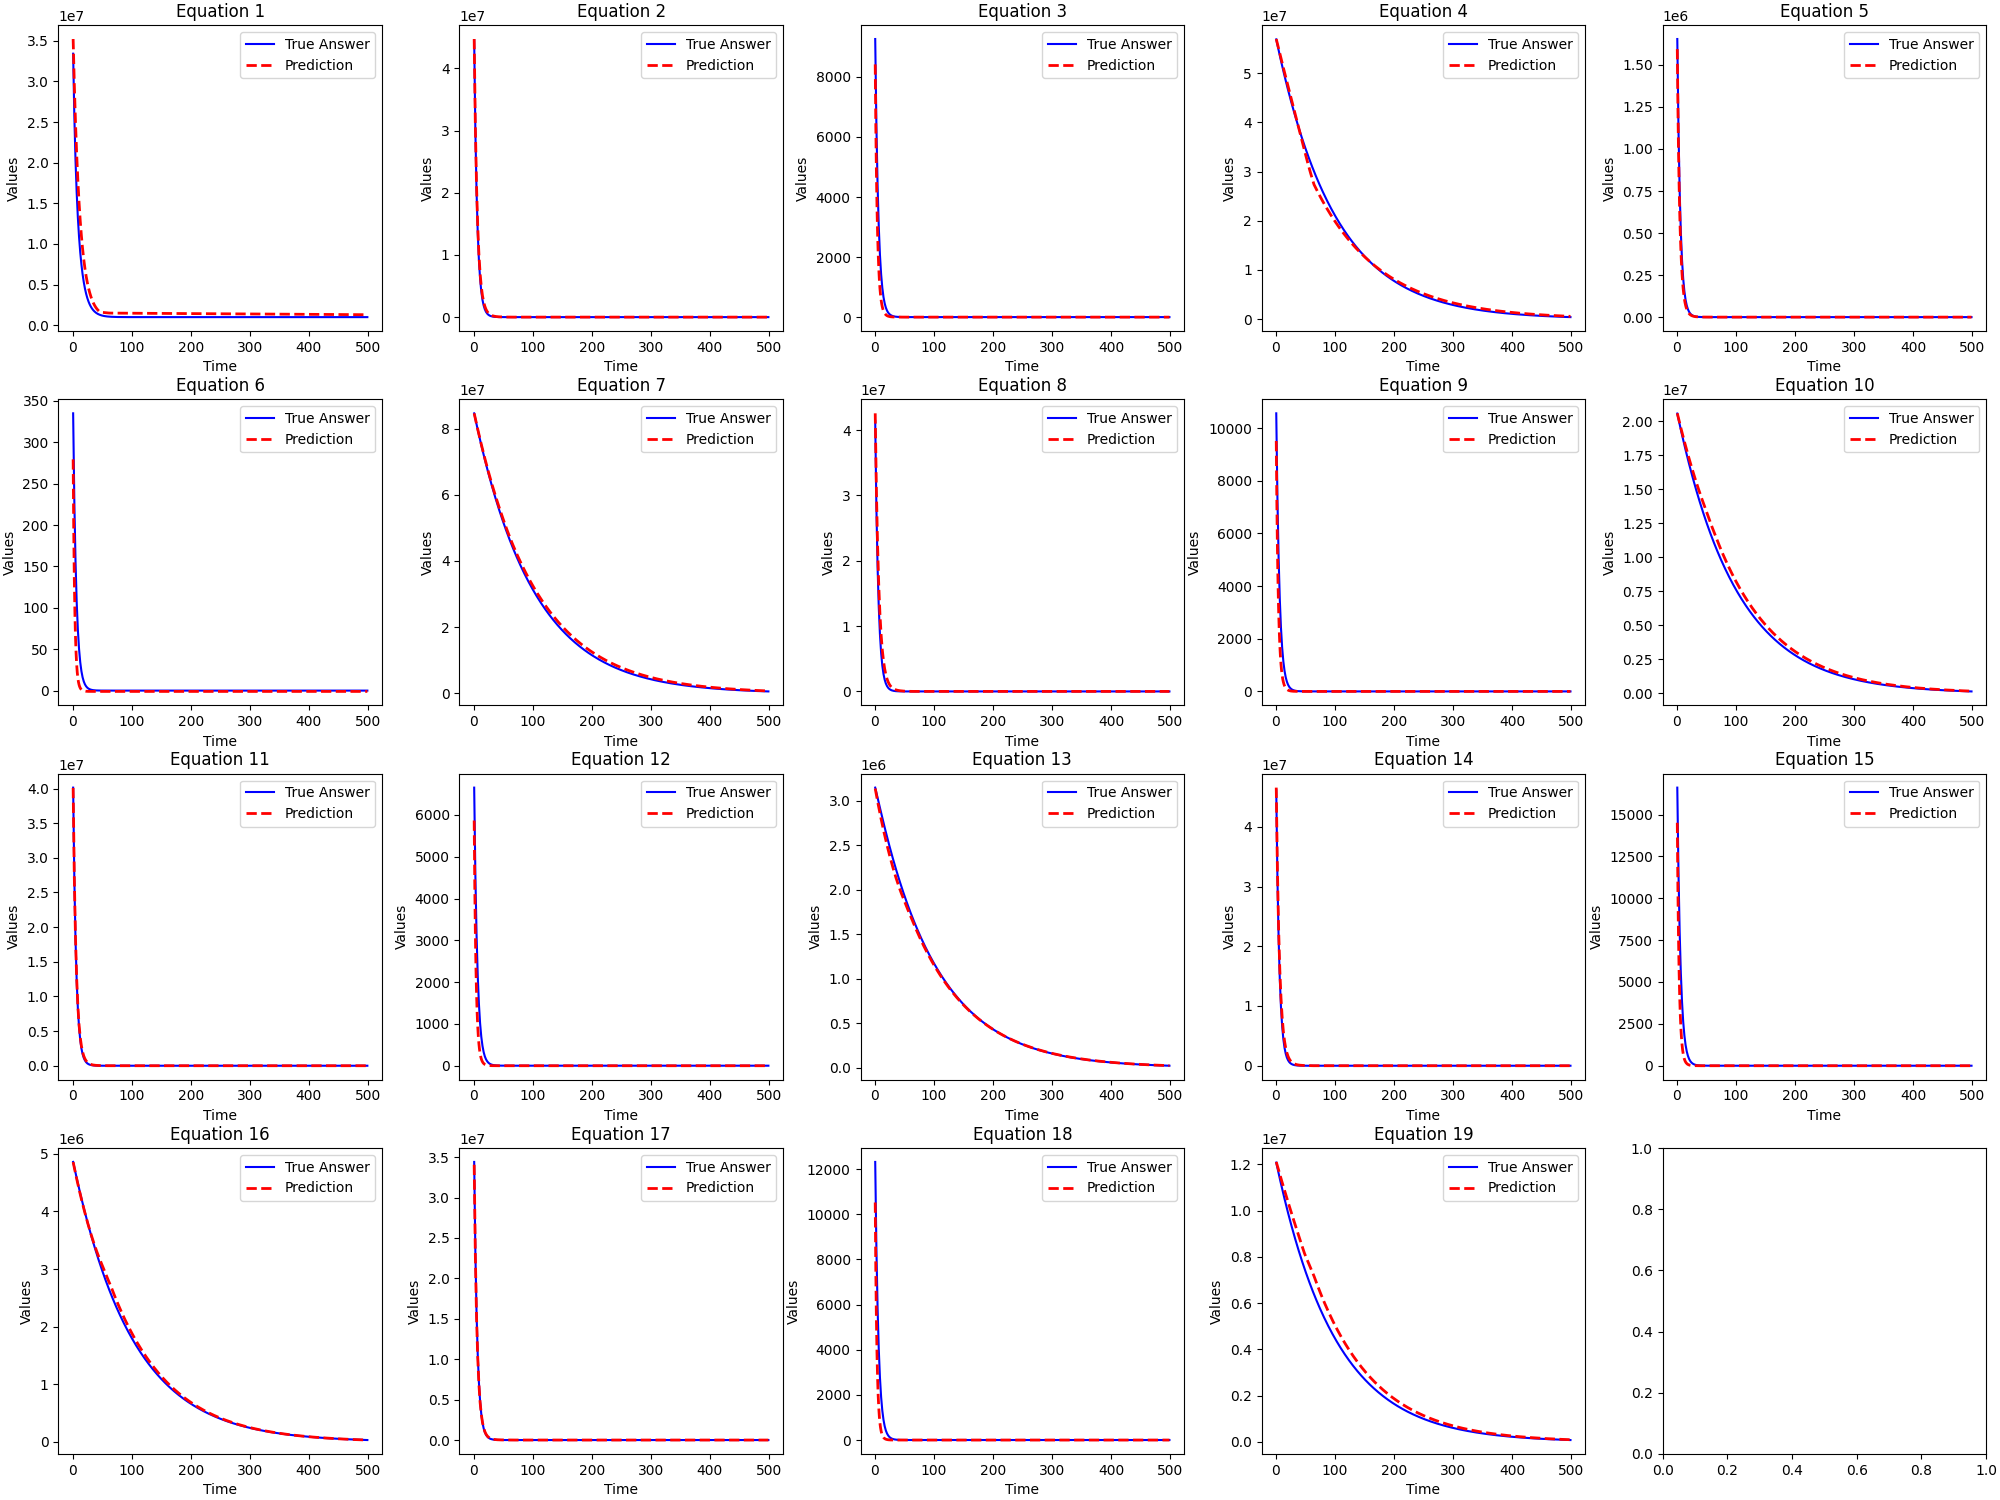 Equation 1
1e7
Values
3.5
3.0
2.5
2.0
1.5
1.0
0.5
0.0
True Answer
Prediction
0 100 200 300 400 500
Time
Equation 2
1e7
Values
4
3
2
1
0
True Answer
Prediction
0 100 200 300 400 500
Time
Equation 3
Values
8000
6000
4000
2000
0
True Answer
Prediction
0 100 200 300 400 500
Time
Equation 4
1e7
Values
5
4
3
2
1
0
True Answer
Prediction
0 100 200 300 400 500
Time
Equation 5
1e6
Values
1.50
1.25
1.00
0.75
0.50
0.25
0.00
True Answer
Prediction
0 100 200 300 400 500
Time
Equation 6
Values
350
300
250
200
150
100
50
0
True Answer
Prediction
0 100 200 300 400 500
Time
Equation 7
1e7
Values
8
6
4
2
0
True Answer
Prediction
0 100 200 300 400 500
Time
Equation 8
1e7
Values
4
3
2
1
0
True Answer
Prediction
0 100 200 300 400 500
Time
Equation 9
Values
10000
8000
6000
4000
2000
0
True Answer
Prediction
0 100 200 300 400 500
Time
Equation 10
1e7
Values
2.00
1.75
1.50
1.25
1.00
0.75
0.50
0.25
0.00
True Answer
Prediction
0 100 200 300 400 500
Time
Equation 11
1e7
Values
4.0
3.5
3.0
2.5
2.0
1.5
1.0
0.5
0.0
True Answer
Prediction
0 100 200 300 400 500
Time
Equation 12
Values
6000
5000
4000
3000
2000
1000
0
True Answer
Prediction
0 100 200 300 400 500
Time
Equation 13
1e6
Values
3.0
2.5
2.0
1.5
1.0
0.5
0.0
True Answer
Prediction
0 100 200 300 400 500
Time
Equation 14
1e7
Values
4
3
2
1
0
True Answer
Prediction
0 100 200 300 400 500
Time
Equation 15
Values
15000
12500
10000
7500
5000
2500
0
True Answer
Prediction
0 100 200 300 400 500
Time
Equation 16
1e6
Values
5
4
3
2
1
0
True Answer
Prediction
0 100 200 300 400 500
Time
Equation 17
1e7
Values
3.5
3.0
2.5
2.0
1.5
1.0
0.5
0.0
True Answer
Prediction
0 100 200 300 400 500
Time
Equation 18
Values
12000
10000
8000
6000
4000
2000
0
True Answer
Prediction
0 100 200 300 400 500
Time
Equation 19
1e7
Values
1.2
1.0
0.8
0.6
0.4
0.2
0.0
True Answer
Prediction
0 100 200 300 400 500
Time
1.0
0.8
0.6
0.4
0.2
0.0
0.0 0.2 0.4 0.6 0.8 1.0